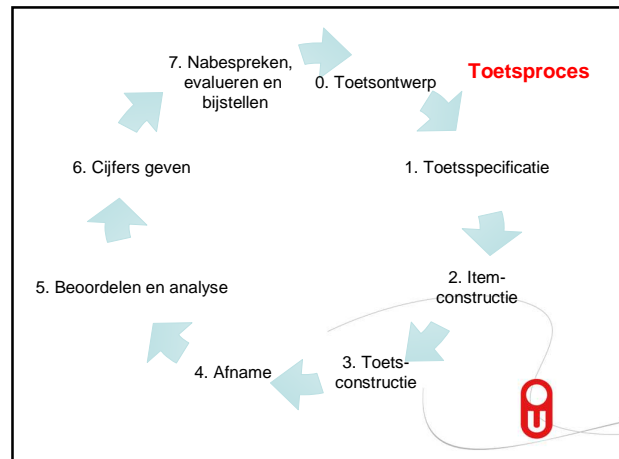 Toetsproces
0. Toetsontwerp
1. Toetsspecificatie
2. Item-
constructie
3. Toets-
constructie
4. Afname
5. Beoordelen en analyse
6. Cijfers geven
7. Nabespreken,
evalueren en
bijstellen
U